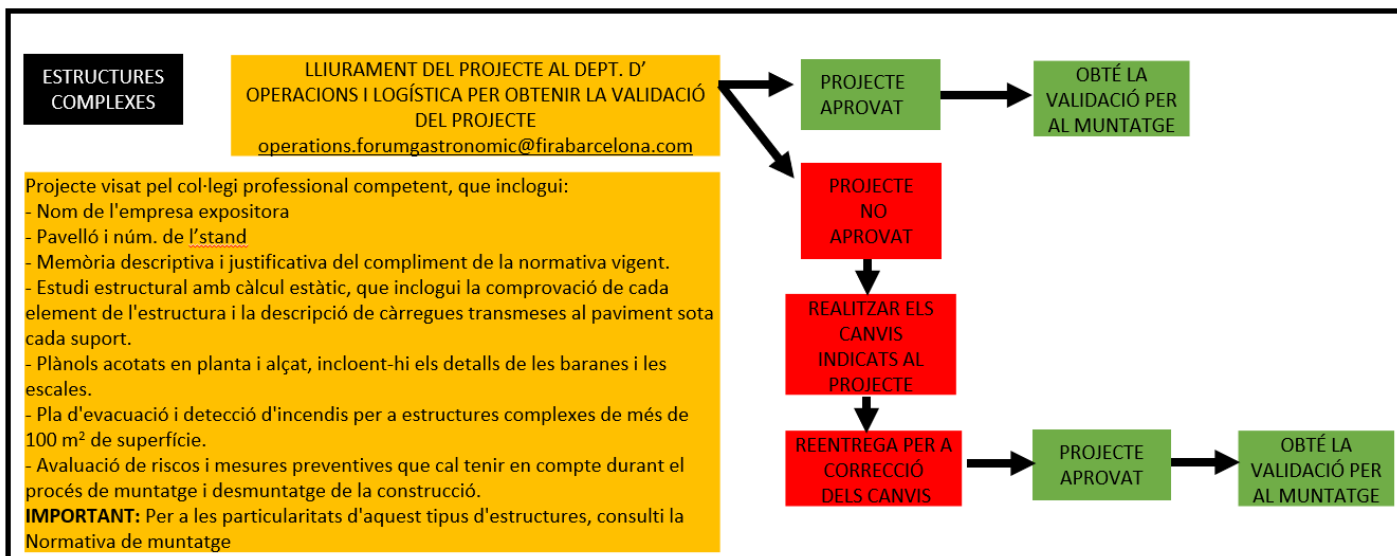 ESTRUCTURES
COMPLEXES
LLIURAMENT DEL PROJECTE AL DEPT. D’
OPERACIONS I LOGÍSTICA PER OBTENIR LA VALIDACIÓ
DEL PROJECTE
operations.forumgastronomic@firabarcelona.com
PROJECTE
APROVAT
OBTÉ LA
VALIDACIÓ PER
AL MUNTATGE
Projecte visat pel col·legi professional competent, que inclogui:
- Nom de l'empresa expositora
- Pavelló i núm. de l’stand
- Memòria descriptiva i justificativa del compliment de la normativa vigent.
- Estudi estructural amb càlcul estàtic, que inclogui la comprovació de cada
element de l'estructura i la descripció de càrregues transmeses al paviment sota
cada suport.
- Plànols acotats en planta i alçat, incloent-hi els detalls de les baranes i les
escales.
- Pla d'evacuació i detecció d'incendis per a estructures complexes de més de
100 m² de superfície.
- Avaluació de riscos i mesures preventives que cal tenir en compte durant el
procés de muntatge i desmuntatge de la construcció.
IMPORTANT: Per a les particularitats d'aquest tipus d'estructures, consulti la
Normativa de muntatge
PROJECTE
NO
APROVAT
REALITZAR ELS
CANVIS
INDICATS AL
PROJECTE
REENTREGA PER A
CORRECCIÓ
DELS CANVIS
PROJECTE
APROVAT
OBTÉ LA
VALIDACIÓ PER
AL MUNTATGE